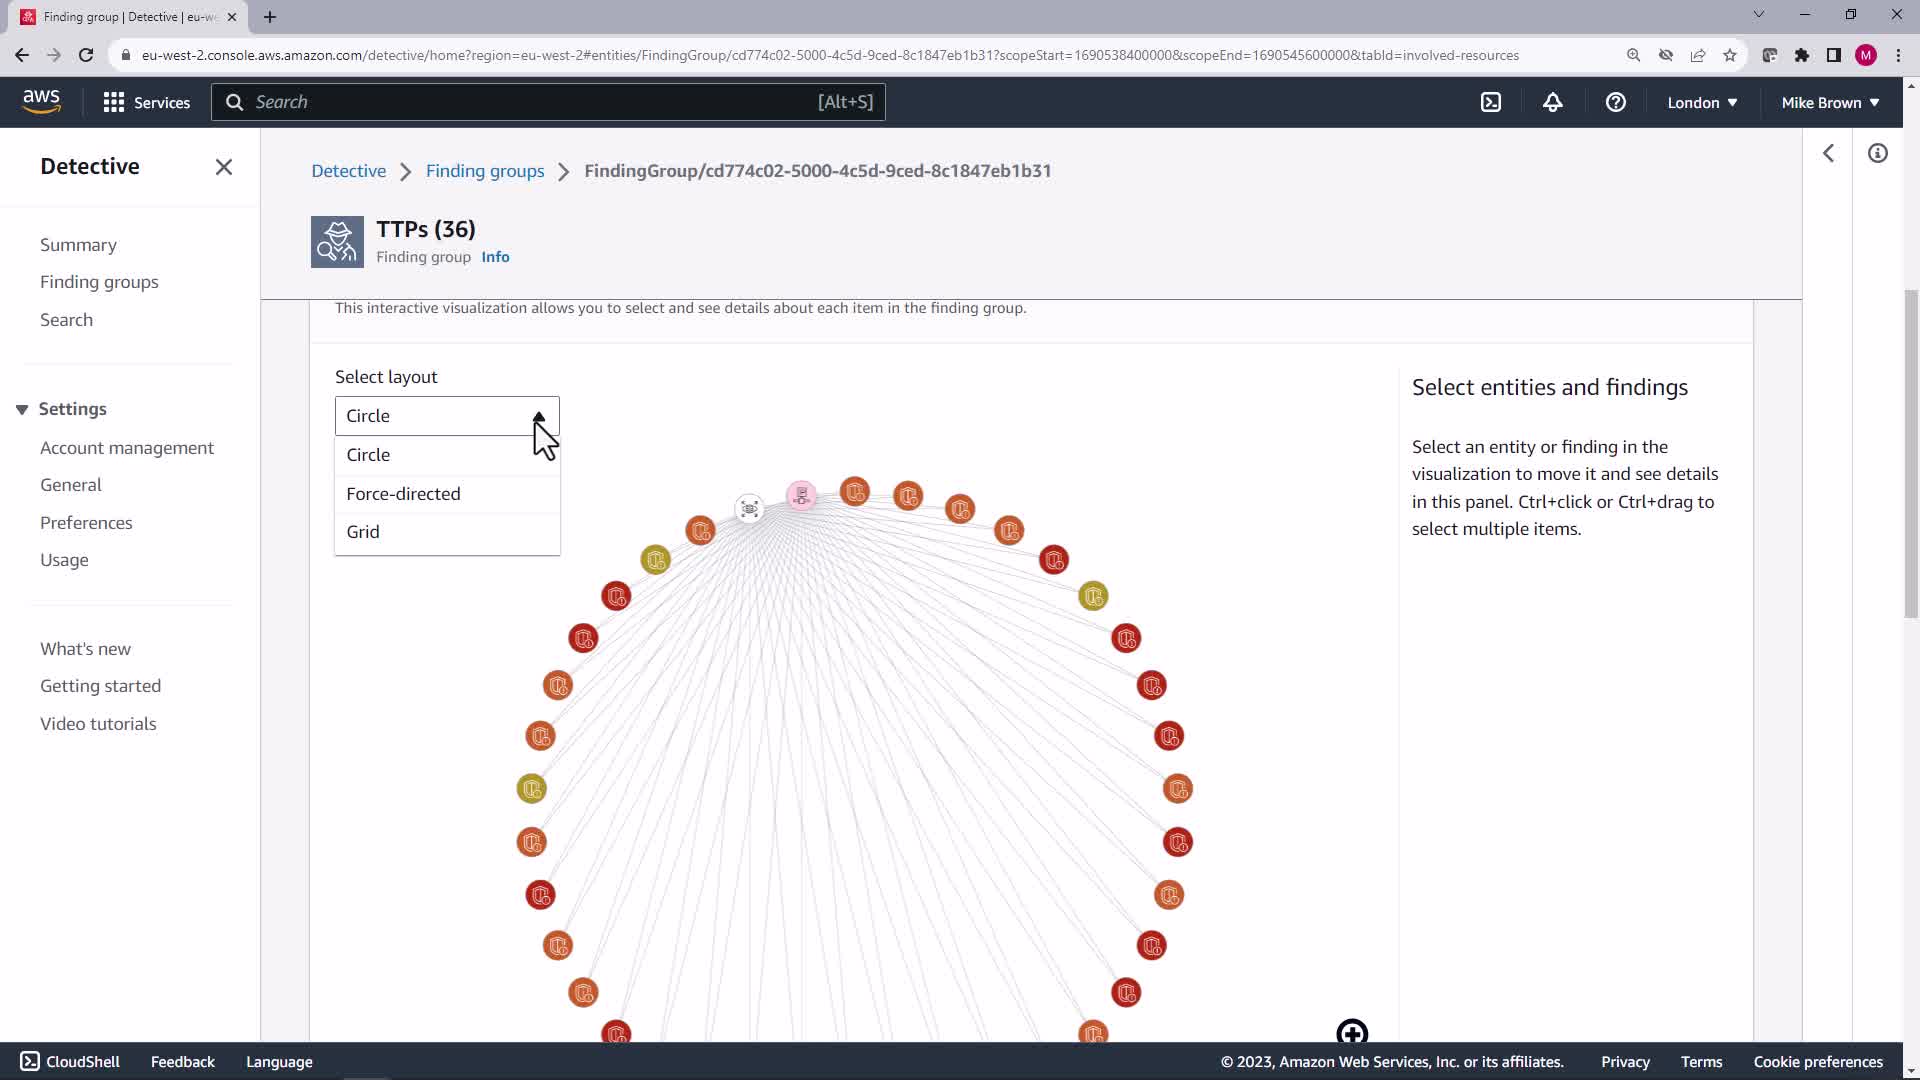 Finding group | Detective | eu-we
eu-west-2.console.aws.amazon.com/detective/home?region=eu-west-2#entities/FindingGroup/cd774c02-5000-4c5d-9ced-8c1847eb1b31?scopeStart=1690538400000&scopeEnd=1690545600000&tabId=involved-resources
M
aws
Services
Search
[Alt+S]
London
Mike Brown
Detective
Summary
Finding groups
Search
Settings
Account management
General
Preferences
Usage
What's new
Getting started
Video tutorials
Detective
Finding groups
FindingGroup/cd774c02-5000-4c5d-9ced-8c1847eb1b31
TTPs (36)
Finding group Info
This interactive visualization allows you to select and see details about each item in the finding group.
Select layout
Circle
Circle
Force-directed
Grid
Select entities and findings
Select an entity or finding in the
visualization to move it and see details
in this panel. Ctrl+click or Ctrl+drag to
select multiple items.
CloudShell
Feedback
Language
© 2023, Amazon Web Services, Inc. or its affiliates.
Privacy
Terms
Cookie preferences